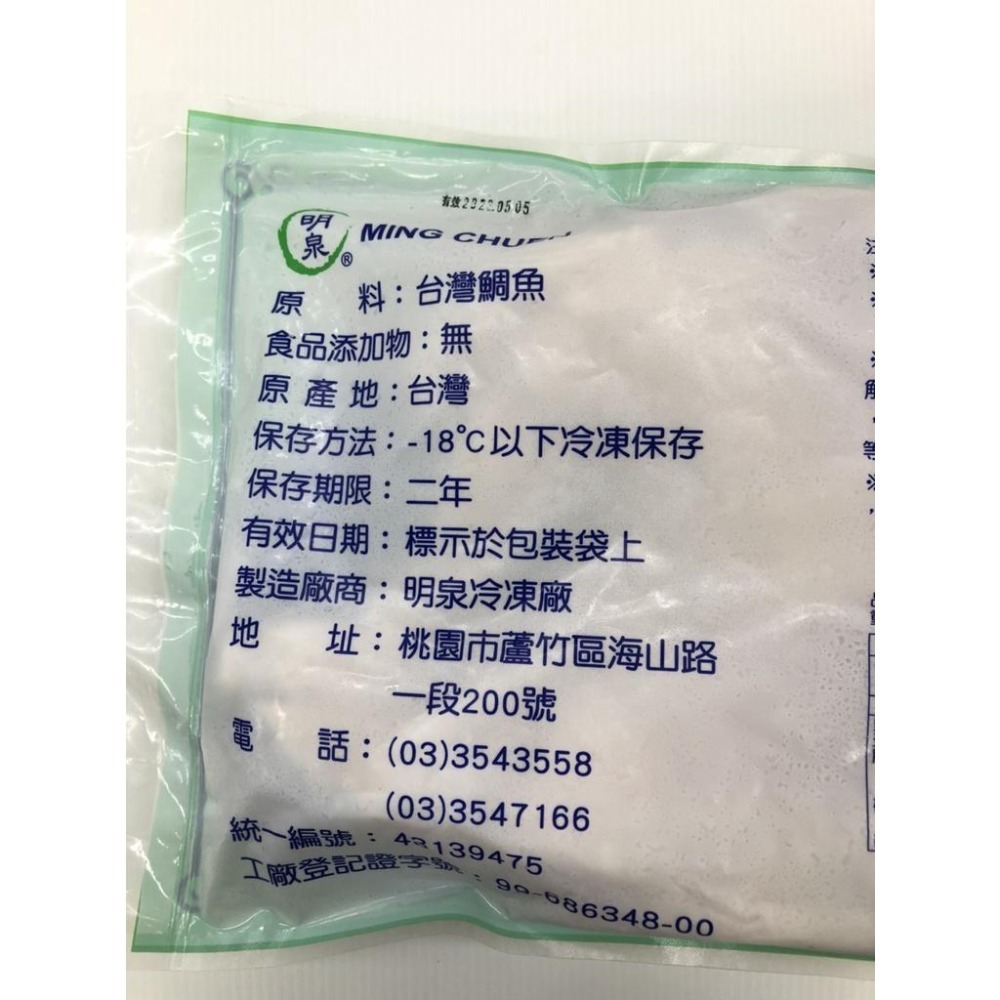 有效2022.05.05
明泉®
MING CHUEN
原 料：台灣鯛魚
食品添加物：無
原產地：台灣
保存方法：-18°C以下冷凍保存
保存期限：二年
有效日期：標示於包裝袋上
製造廠商：明泉冷凍廠
地 址：桃園市蘆竹區海山路
一段200號
電 話：(03)3543558
(03)3547166
統一編號：43139475
工廠登記證字號：99-686348-00
注
※
※
※
解
等
※